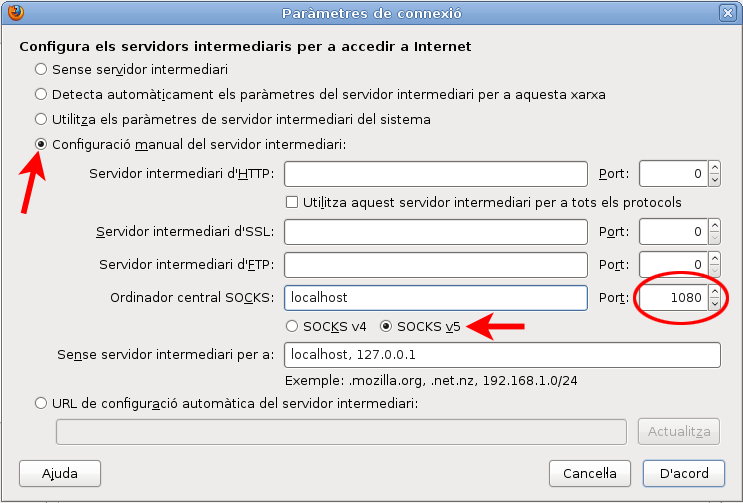 Paràmetres de connexió
Configura els servidors intermediaris per a accedir a Internet
Sense servidor intermediari
Detecta automàticament els paràmetres del servidor intermediari per a aquesta xarxa
Utilitza els paràmetres de servidor intermediari del sistema
Configuració manual del servidor intermediari:
Servidor intermediari d'HTTP: Port: 0
Utilitza aquest servidor intermediari per a tots els protocols
Servidor intermediari d'SSL: Port: 0
Servidor intermediari d'FTP: Port: 0
Ordinador central SOCKS: localhost Port: 1080
SOCKS v4 SOCKS v5
Sense servidor intermediari per a: localhost, 127.0.0.1
Exemple: .mozilla.org, .net.nz, 192.168.1.0/24
URL de configuració automàtica del servidor intermediari:
Actualitza
Ajuda Cancel·la D'acord